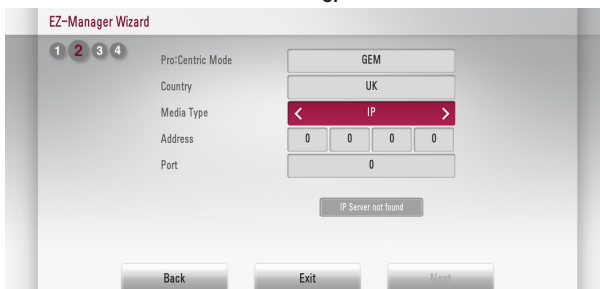 EZ-Manager Wizard
1 2 3 4
Pro:Centric Mode GEM
Country UK
Media Type < IP >
Address 0 0 0 0
Port 0
IP Server not found
Back Exit Next